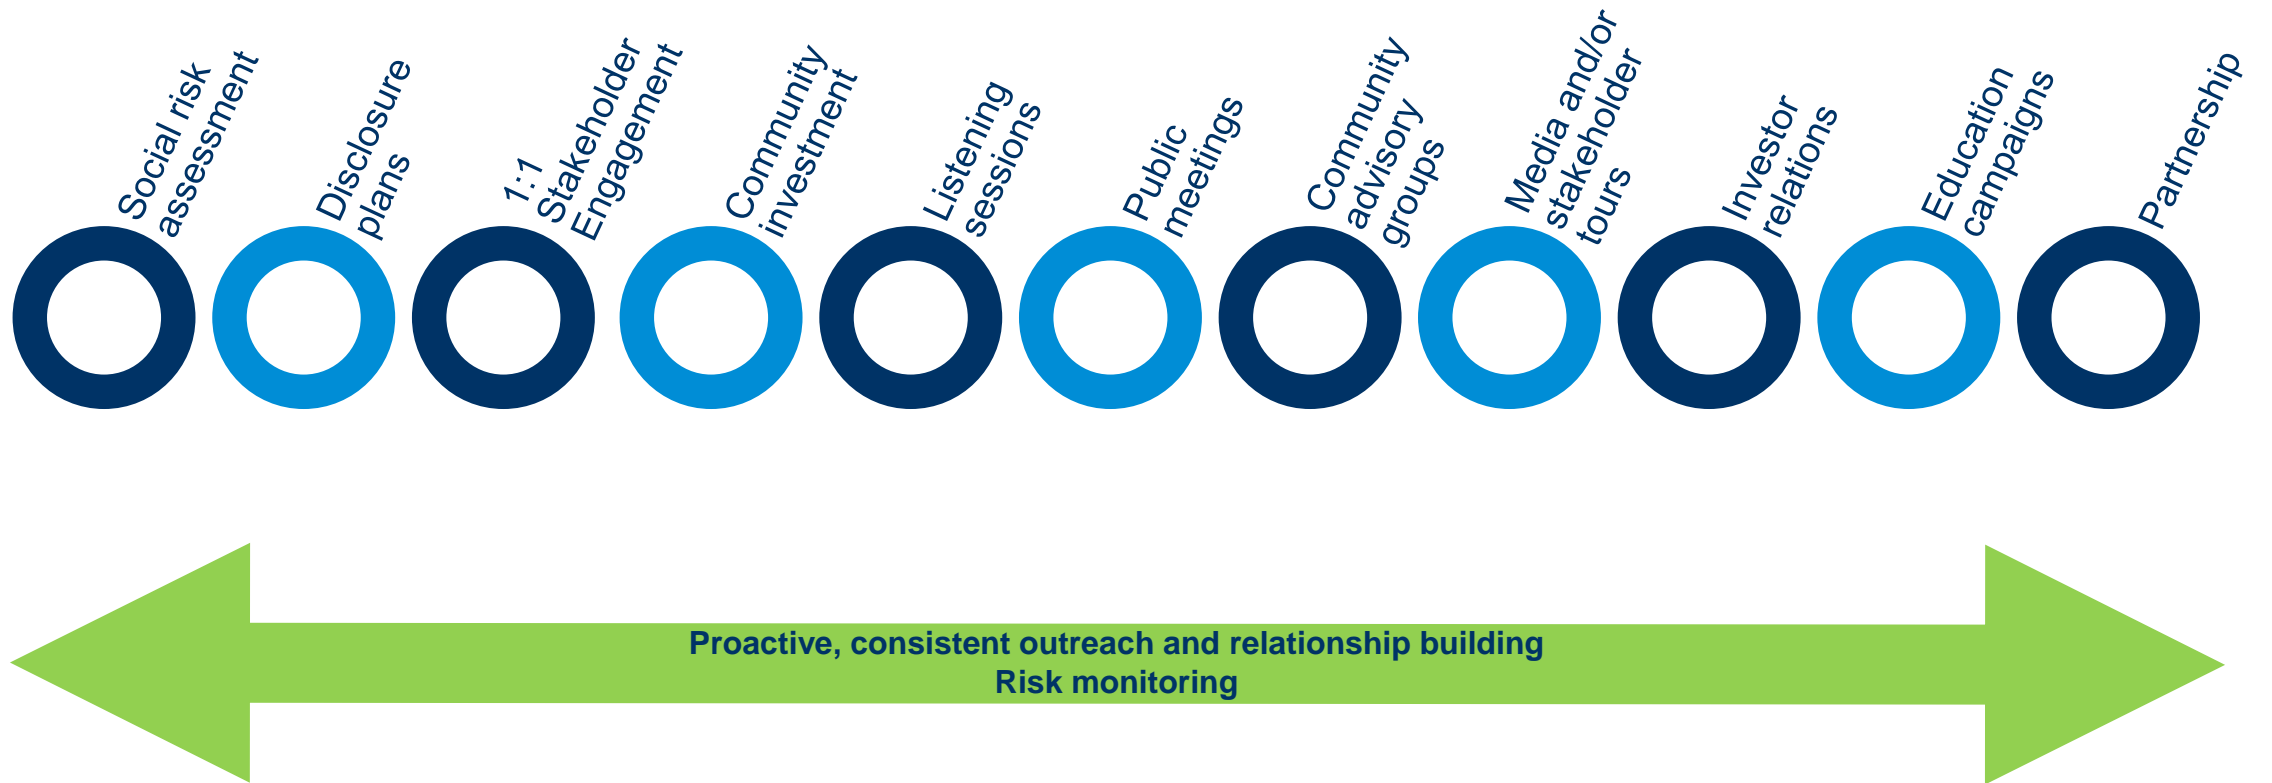 Social risk
assessment
Disclosure
plans
1:1
Stakeholder
Engagement
Community
investment
Listening
sessions
Public
meetings
Community
advisory
groups
Media and/or
stakeholder
tours
Investor
relations
Education
campaigns
Partnership
Proactive, consistent outreach and relationship building
Risk monitoring